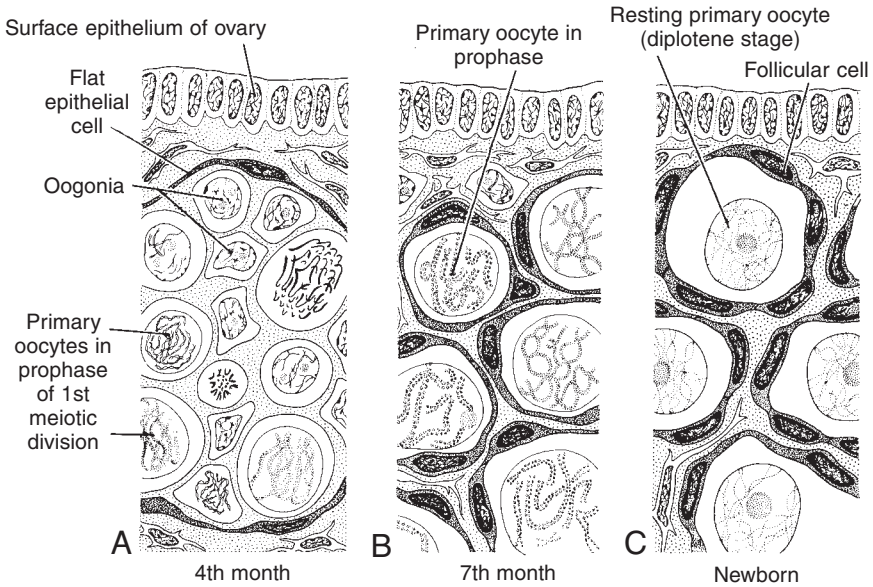 Surface epithelium of ovary
Flat
epithelial
cell
Oogonia
Primary
oocytes in
prophase
of 1st
meiotic
division
A
4th month
Primary oocyte in
prophase
B
7th month
Resting primary oocyte
(diplotene stage)
Follicular cell
C
Newborn